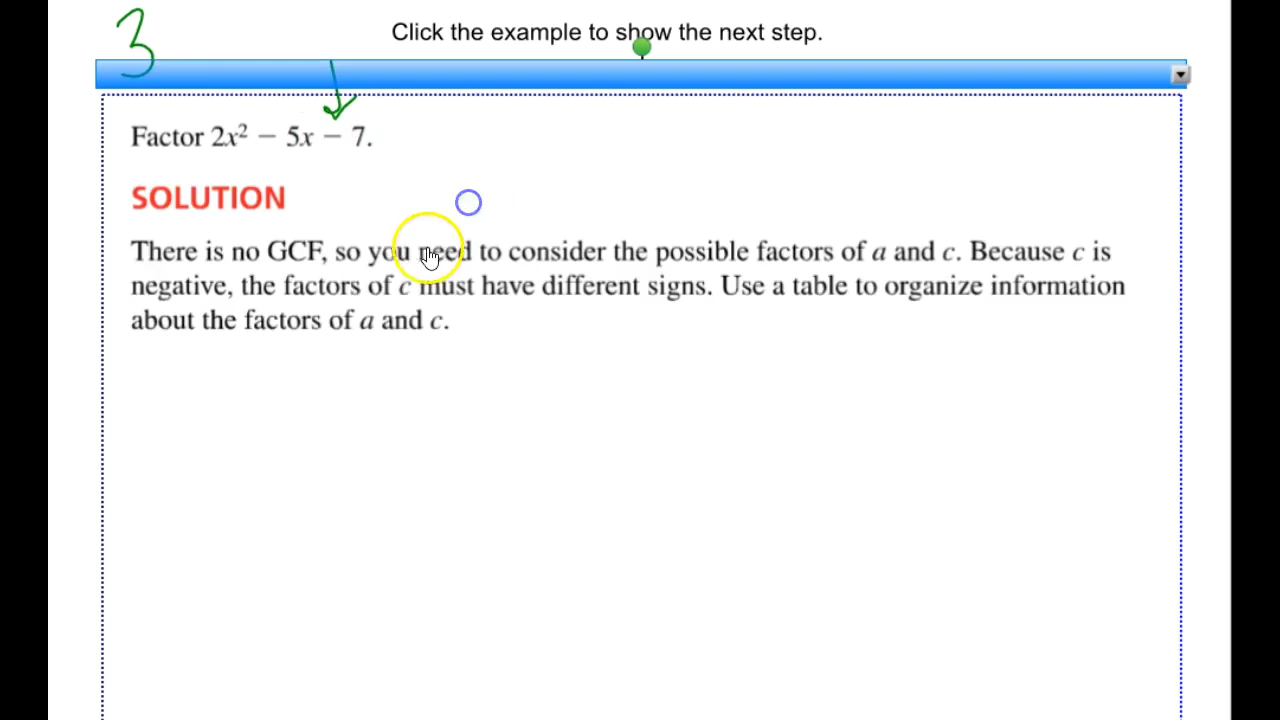 3
Click the example to show the next step.
Factor 2x² − 5x − 7.
SOLUTION
There is no GCF, so you need to consider the possible factors of a and c. Because c is
negative, the factors of c must have different signs. Use a table to organize information
about the factors of a and c.